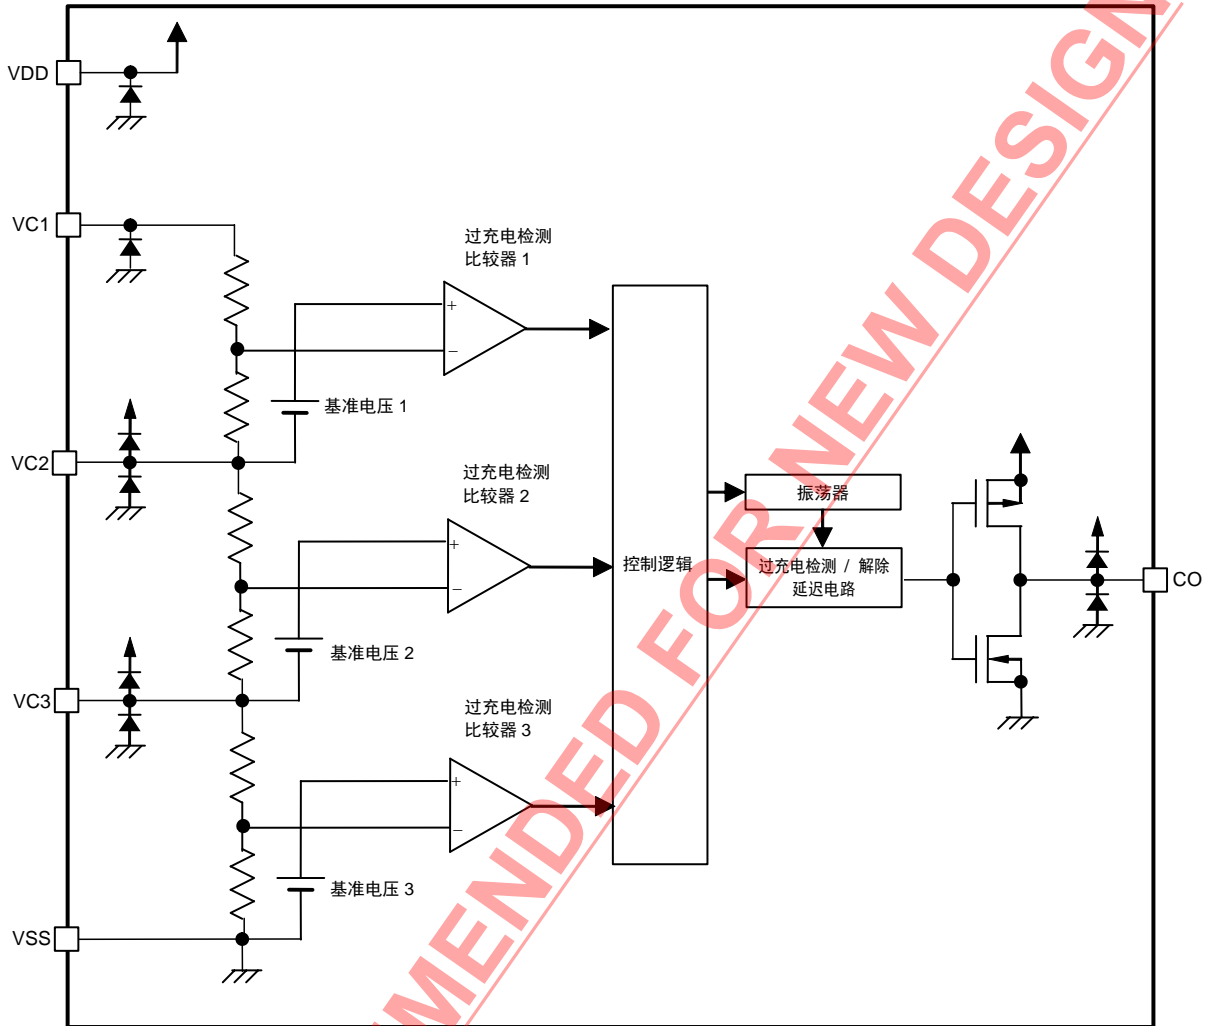 VDD
VC1
过充电检测
比较器 1
+
−
基准电压 1
VC2
过充电检测
比较器 2
+
−
振荡器
控制逻辑
过充电检测 / 解除
延迟电路
CO
基准电压 2
VC3
过充电检测
比较器 3
+
−
基准电压 3
VSS
MENDED FOR NEW DESIGN